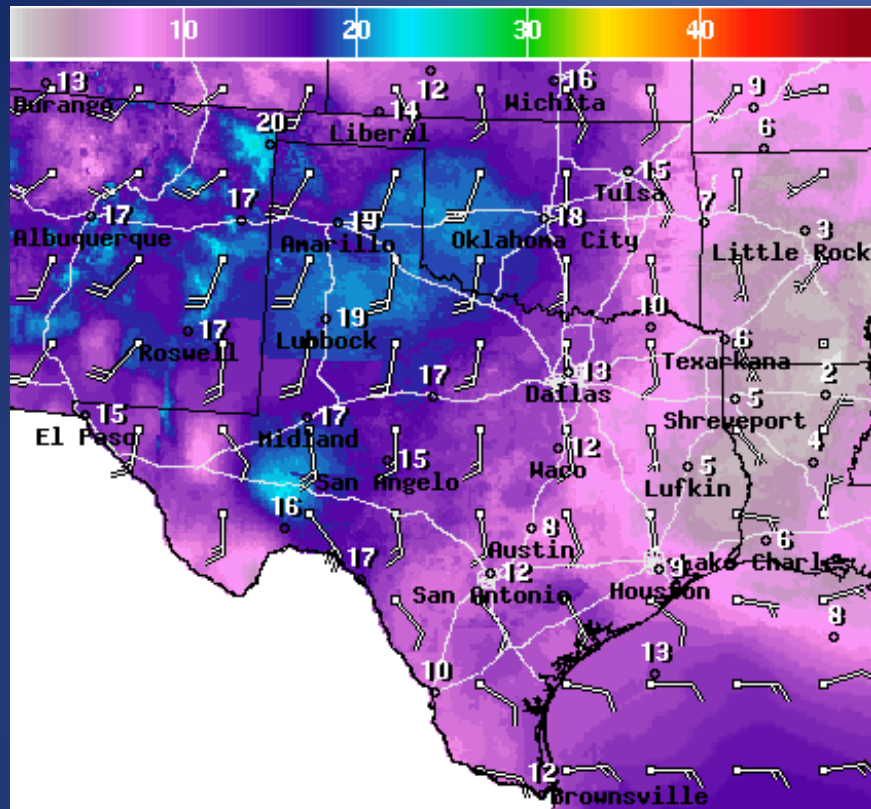 10 20 30 40
13 12 16 9
Durango 14 Wichita
Liberal
20 6
15
Tulsa
17 17 19 18 7 3
Albuquerque Amarillo Oklahoma City Little Rock
17 19 10
Roswell Lubbock 6
Texarkana
17 13 2
Dallas
15 17 5
El Paso Midland Shreveport
15 12 4
San Angelo Waco 5
Lufkin
16 8 6
Austin Lake Charles
17 12 9
San Antonio Houston
8
10 13
12
Brownsville